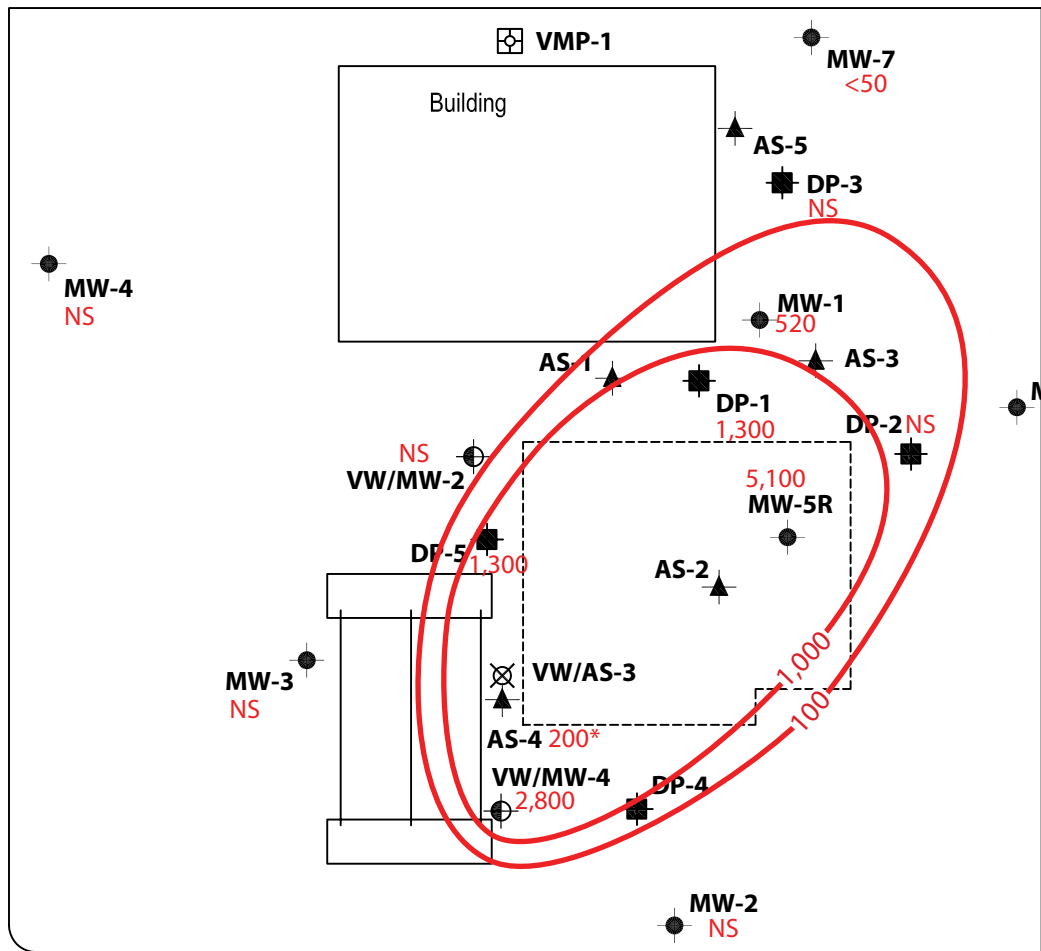 VMP-1
MW-7
<50
Building
AS-5
DP-3
NS
MW-4
NS
MW-1
520
AS-1
AS-3
DP-1
1,300
DP-2 NS
M
NS
VW/MW-2
5,100
MW-5R
DP-5
1,300
AS-2
1,000
100
VW/AS-3
MW-3
NS
AS-4 200*
VW/MW-4
2,800
DP-4
MW-2
NS